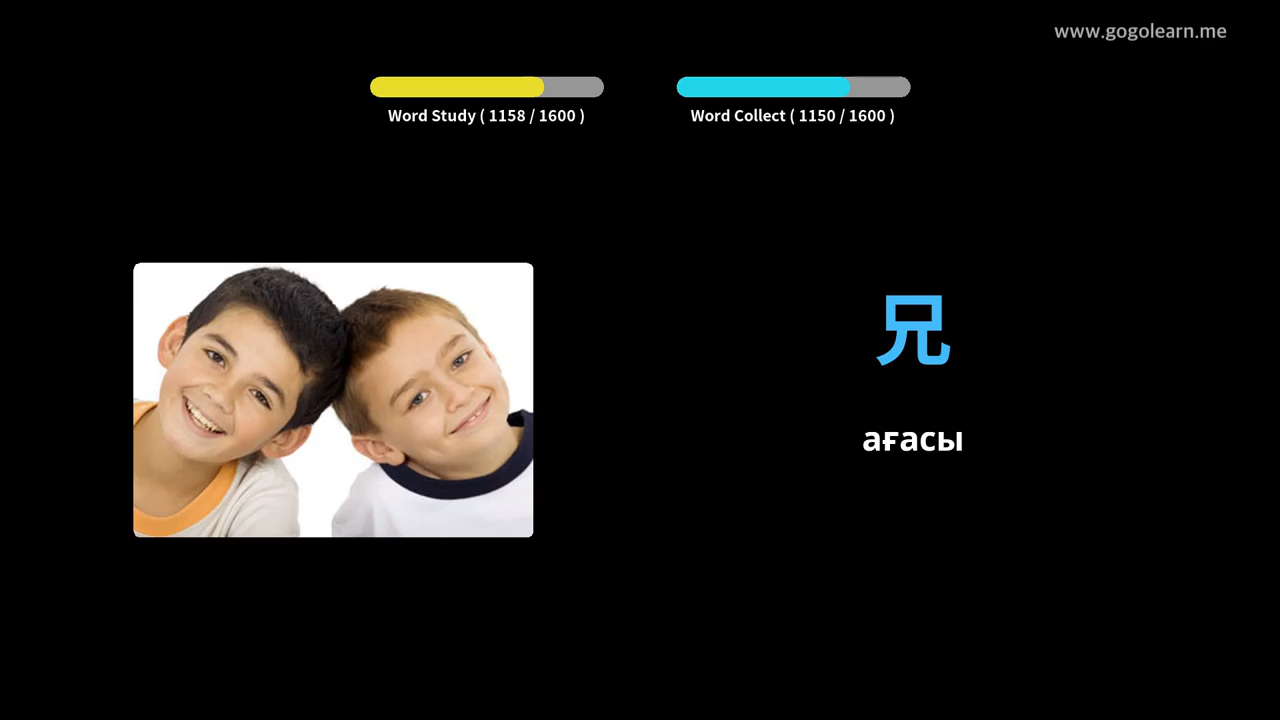 www.gogolearn.me
Word Study ( 1158 / 1600 )
Word Collect ( 1150 / 1600 )
兄
ағасы